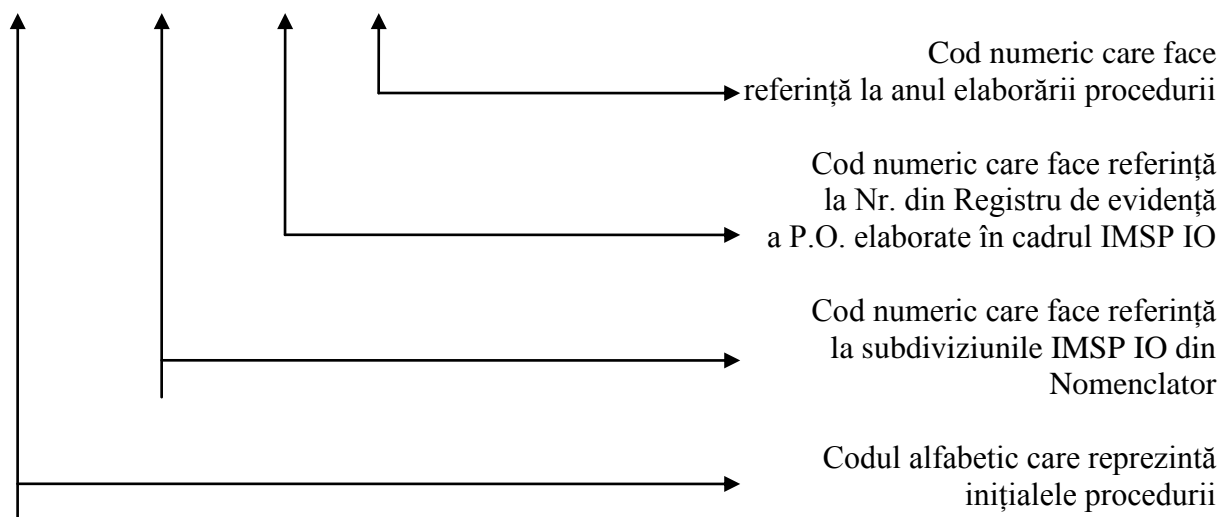 Cod numeric care face
referință la anul elaborării procedurii
Cod numeric care face referință
la Nr. din Registru de evidență
a P.O. elaborate în cadrul IMSP IO
Cod numeric care face referință
la subdiviziunile IMSP IO din
Nomenclator
Codul alfabetic care reprezintă
inițialele procedurii